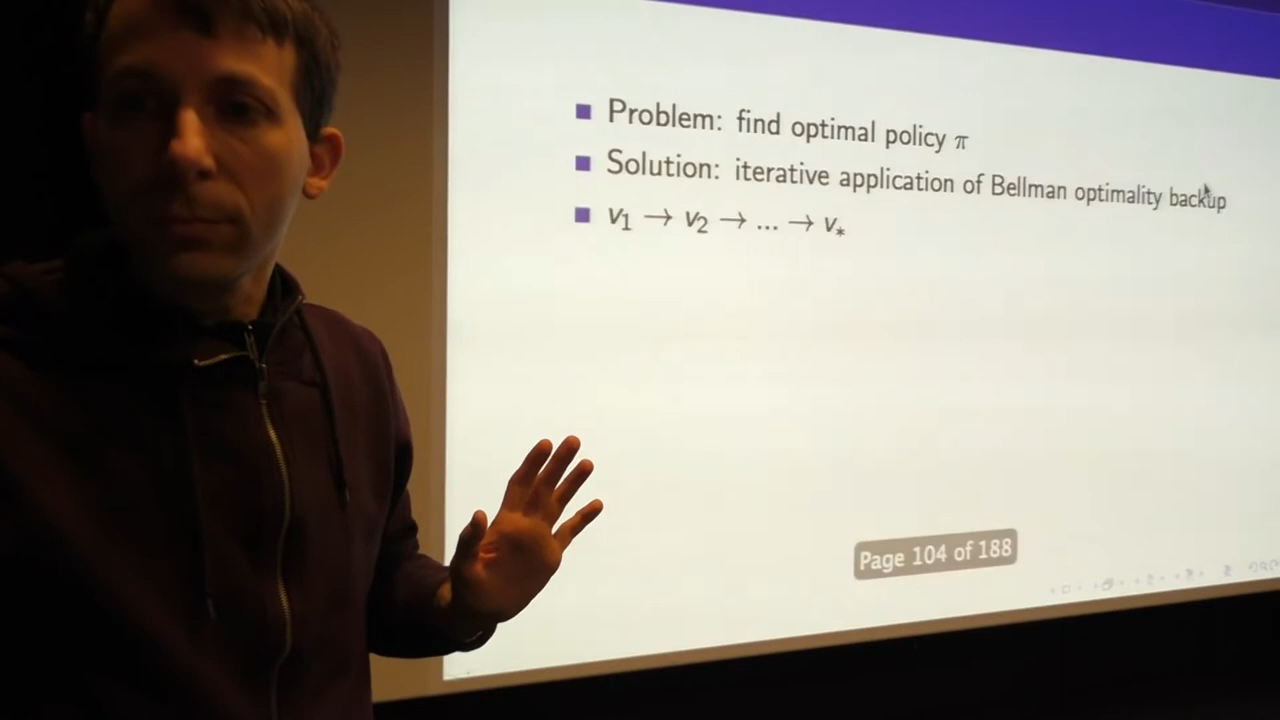 Problem: find optimal policy π
Solution: iterative application of Bellman optimality backup
v₁ → v₂ → ... → v*
Page 104 of 188